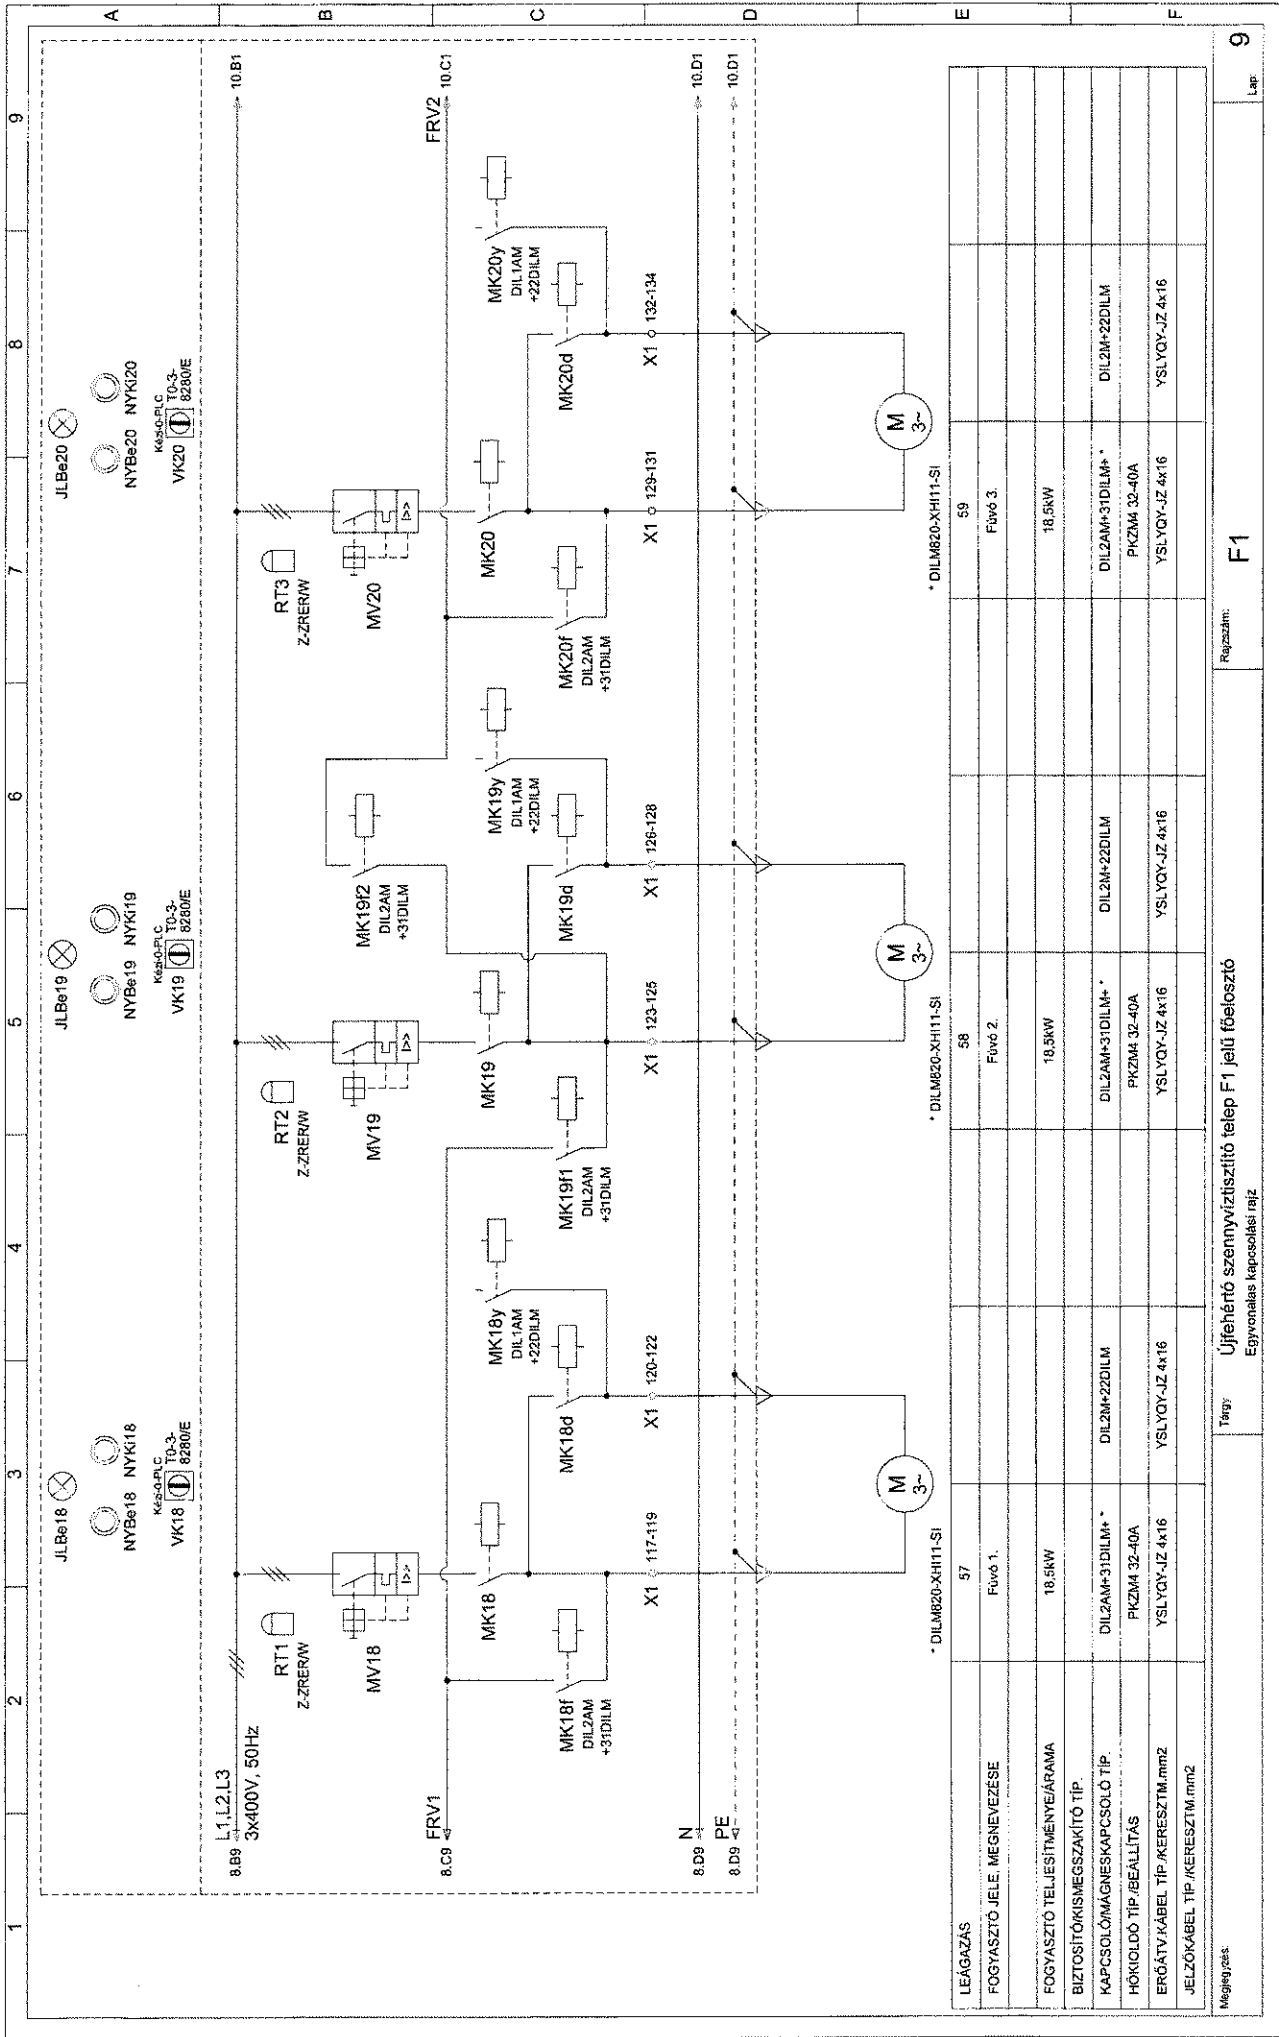 1 2 3 4 5 6 7 8 9
A
B
C
D
E
F
JLBe18
NYBe18 NYKi18
Kézi-0-PLC
VK18
T0-3-
8280/E
JLBe19
NYBe19 NYKi19
Kézi-0-PLC
VK19
T0-3-
8280/E
JLBe20
NYBe20 NYKi20
Kézi-0-PLC
VK20
T0-3-
8280/E
8.B9
L1,L2,L3
3x400V, 50Hz
10.B1
RT1
Z-ZRER/W
MV18
I>>
RT2
Z-ZRER/W
MV19
I>>
RT3
Z-ZRER/W
MV20
I>>
MK19f2
DIL2AM
+31DILM
8.C9
FRV1
FRV2
10.C1
MK18
MK18y
DIL1AM
+22DILM
MK18f
DIL2AM
+31DILM
MK18d
MK19
MK19y
DIL1AM
+22DILM
MK19f1
DIL2AM
+31DILM
MK19d
MK20
MK20y
DIL1AM
+22DILM
MK20f
DIL2AM
+31DILM
MK20d
X1 117-119
X1 120-122
X1 123-125
X1 126-128
X1 129-131
X1 132-134
8.D9 N 10.D1
8.D9 PE 10.D1
M
3~
M
3~
M
3~
* DILM820-XHI11-SI
* DILM820-XHI11-SI
* DILM820-XHI11-SI
LEÁGAZÁS 57 58 59
FOGYASZTÓ JELE, MEGNEVEZÉSE Fúvó 1. Fúvó 2. Fúvó 3.
FOGYASZTÓ TELJESÍTMÉNYE/ÁRAMA 18,5kW 18,5kW 18,5kW
BIZTOSÍTÓ/KISMEGSZAKÍTÓ TÍP.
KAPCSOLÓ/MÁGNESKAPCSOLÓ TÍP. DIL2AM+31DILM+ * DIL2M+22DILM DIL2AM+31DILM+ * DIL2M+22DILM DIL2AM+31DILM+ * DIL2M+22DILM
HŐKIOLDÓ TÍP./BEÁLLÍTÁS PKZM4 32-40A PKZM4 32-40A PKZM4 32-40A
ERŐÁTV.KÁBEL TÍP./KERESZTM.mm2 YSLYQY-JZ 4x16 YSLYQY-JZ 4x16 YSLYQY-JZ 4x16 YSLYQY-JZ 4x16 YSLYQY-JZ 4x16 YSLYQY-JZ 4x16
JELZŐKÁBEL TÍP./KERESZTM.mm2
Megjegyzés:
Tárgy: Újfehértó szennyvíztisztító telep F1 jelű főelosztó
Egyvonalas kapcsolási rajz
Rajzszám: F1
Lap: 9